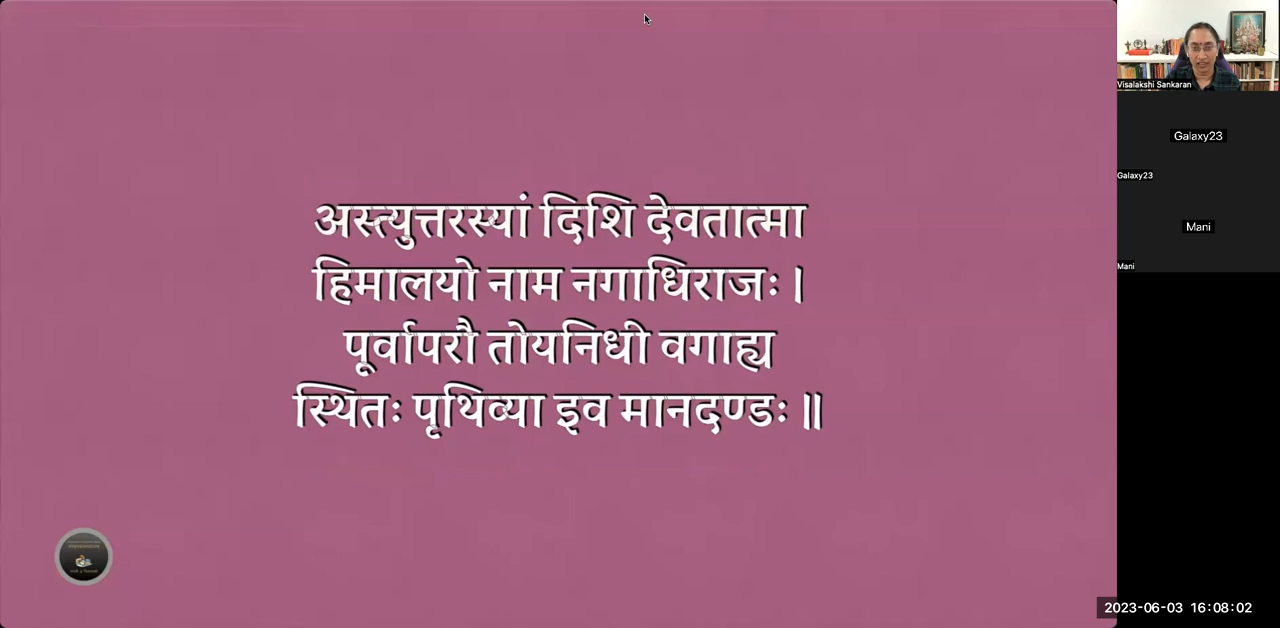 अस्त्युत्तरस्यां दिशि देवतात्मा
हिमालयो नाम नगाधिराजः ।
पूर्वापरौ तोयनिधी वगाह्य
स्थितः पृथिव्या इव मानदण्डः ॥
Visalakshi Sankaran
Galaxy23
Galaxy23
Mani
Mani
2023-06-03 16:08:02